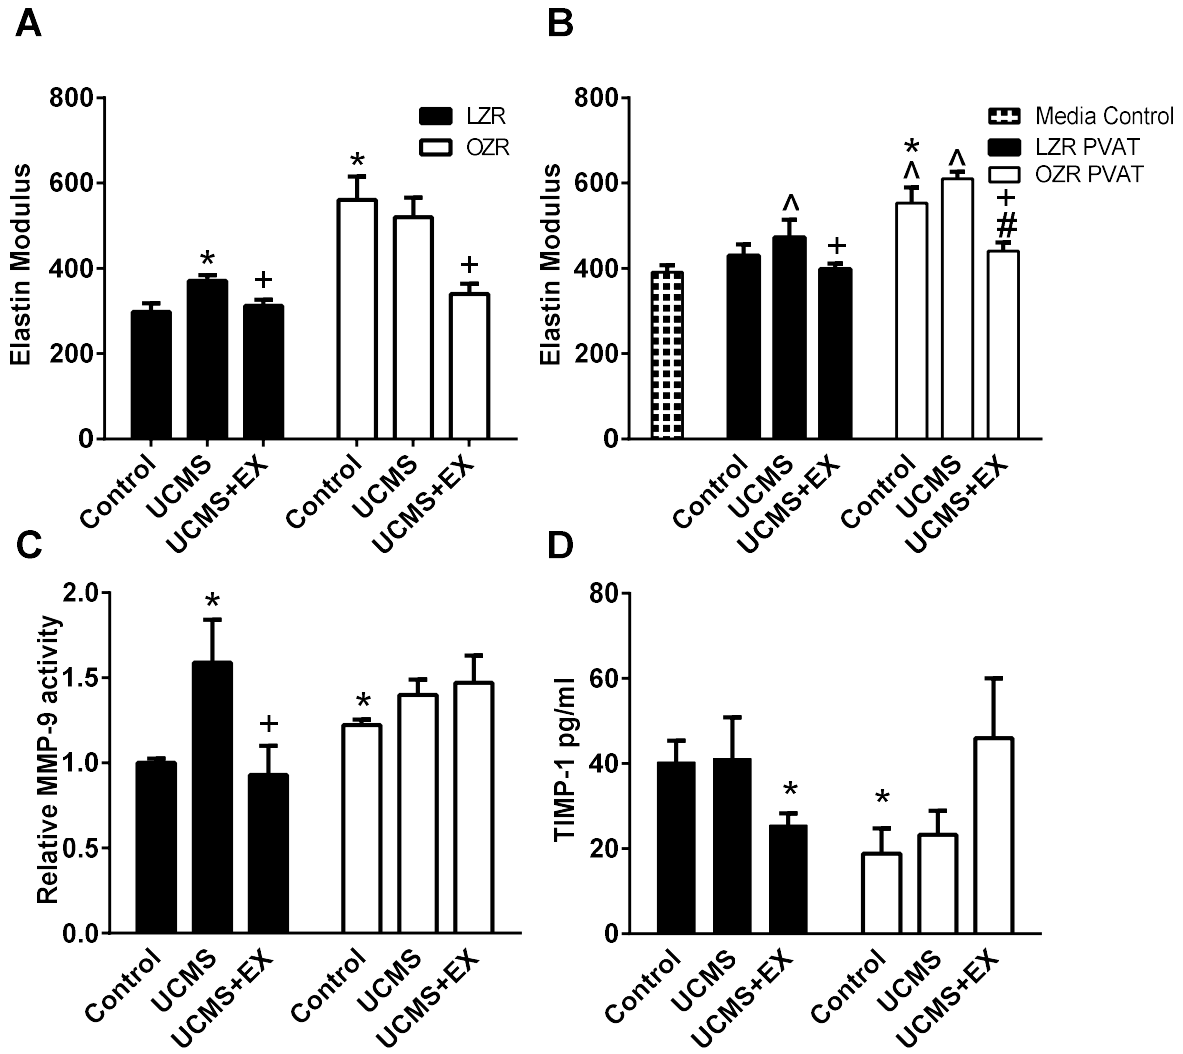 A
Elastin Modulus
800
600
400
200
0
LZR
OZR
*
+
*
+
Control
UCMS
UCMS+EX
Control
UCMS
UCMS+EX
B
Elastin Modulus
800
600
400
200
0
Media Control
LZR PVAT
OZR PVAT
^
+
*
^
^
+
#
Control
UCMS
UCMS+EX
Control
UCMS
UCMS+EX
C
Relative MMP-9 activity
2.0
1.5
1.0
0.5
0.0
*
+
*
Control
UCMS
UCMS+EX
Control
UCMS
UCMS+EX
D
TIMP-1 pg/ml
80
60
40
20
0
*
*
Control
UCMS
UCMS+EX
Control
UCMS
UCMS+EX